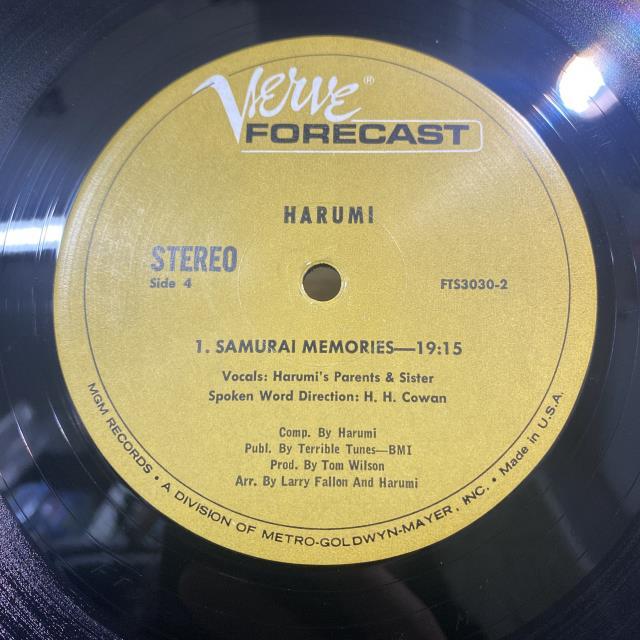 Verve®
FORECAST
HARUMI
STEREO
Side 4
FTS3030-2
1. SAMURAI MEMORIES—19:15
Vocals: Harumi's Parents & Sister
Spoken Word Direction: H. H. Cowan
Comp. By Harumi
Publ. By Terrible Tunes—BMI
Prod. By Tom Wilson
Arr. By Larry Fallon And Harumi
MGM RECORDS • A DIVISION OF METRO-GOLDWYN-MAYER, INC. • Made in U.S.A.